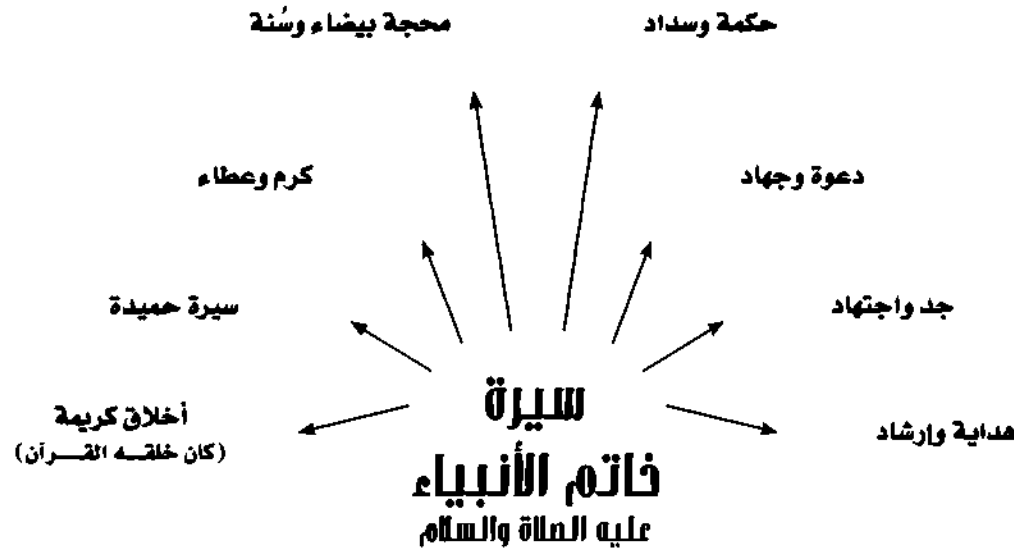 حكمة وسداد
محجة بيضاء وسُنة
دعوة وجهاد
كرم وعطاء
جد واجتهاد
سيرة حميدة
هداية وإرشاد
أخلاق كريمة
(كان خلقــه القــرآن)
سيرة
خاتم الأنبياء
عليه الصلاة والسلام